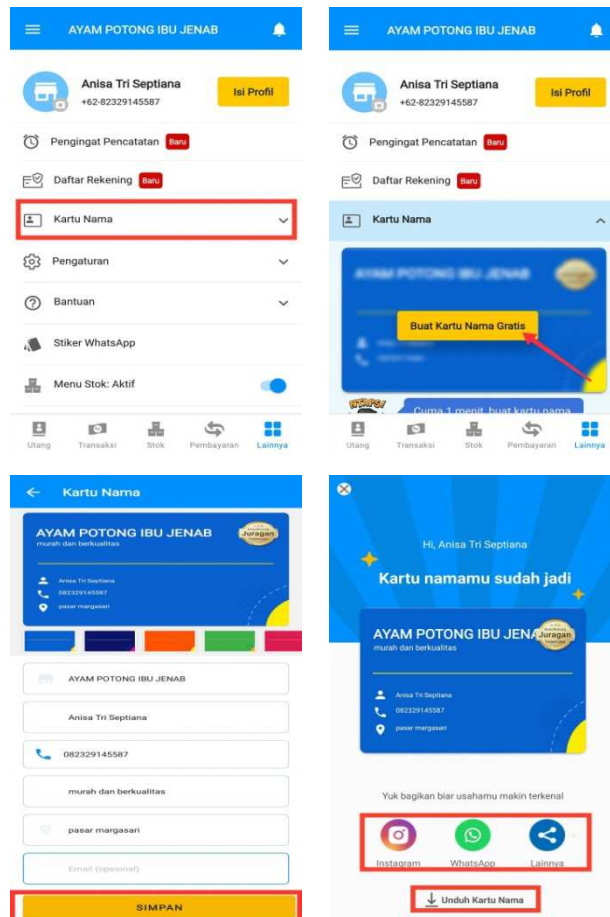 AYAM POTONG IBU JENAB
Anisa Tri Septiana
+62-82329145587
Isi Profil
Pengingat Pencatatan Baru
Daftar Rekening Baru
Kartu Nama
Pengaturan
Bantuan
Stiker WhatsApp
Menu Stok: Aktif
Utang Transaksi Stok Pembayaran Lainnya
AYAM POTONG IBU JENAB
Anisa Tri Septiana
+62-82329145587
Isi Profil
Pengingat Pencatatan Baru
Daftar Rekening Baru
Kartu Nama
AYAM POTONG IBU JENAB
Buat Kartu Nama Gratis
NTAPS!
Cuma 1 menit, buat kartu nama
Utang Transaksi Stok Pembayaran Lainnya
Kartu Nama
AYAM POTONG IBU JENAB
murah dan berkualitas
Juragan
Anisa Tri Septiana
082329145587
pasar margasari
AYAM POTONG IBU JENAB
Anisa Tri Septiana
082329145587
murah dan berkualitas
pasar margasari
Email (opsional)
SIMPAN
Hi, Anisa Tri Septiana
Kartu namamu sudah jadi
AYAM POTONG IBU JENA
Juragan
murah dan berkualitas
Anisa Tri Septiana
082329145587
pasar margasari
Yuk bagikan biar usahamu makin terkenal
Instagram WhatsApp Lainnya
Unduh Kartu Nama